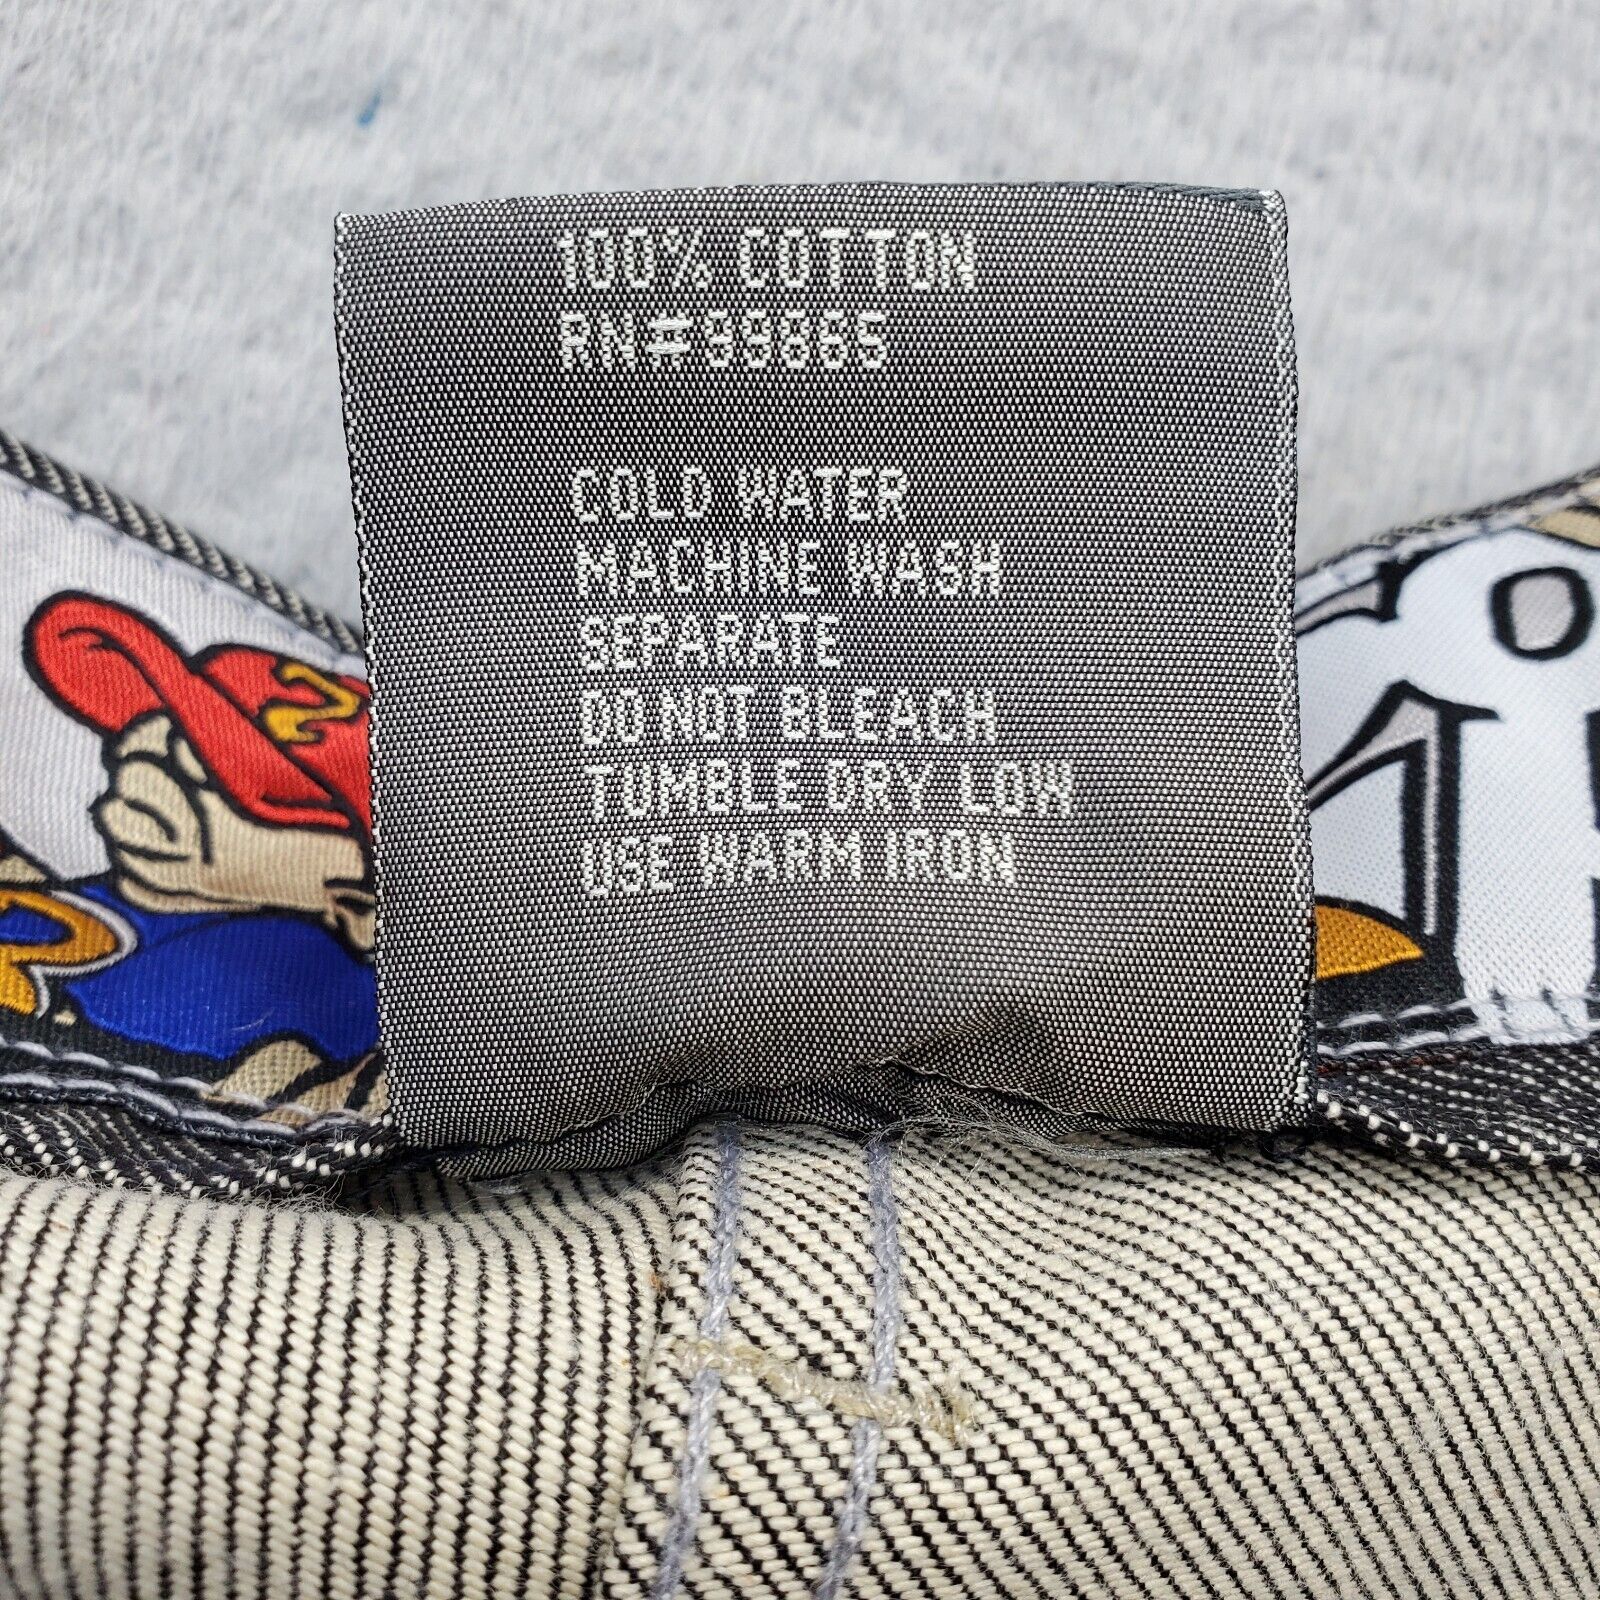 100% COTTON
RN#99865
COLD WATER
MACHINE WASH
SEPARATE
DO NOT BLEACH
TUMBLE DRY LOW
USE WARM IRON